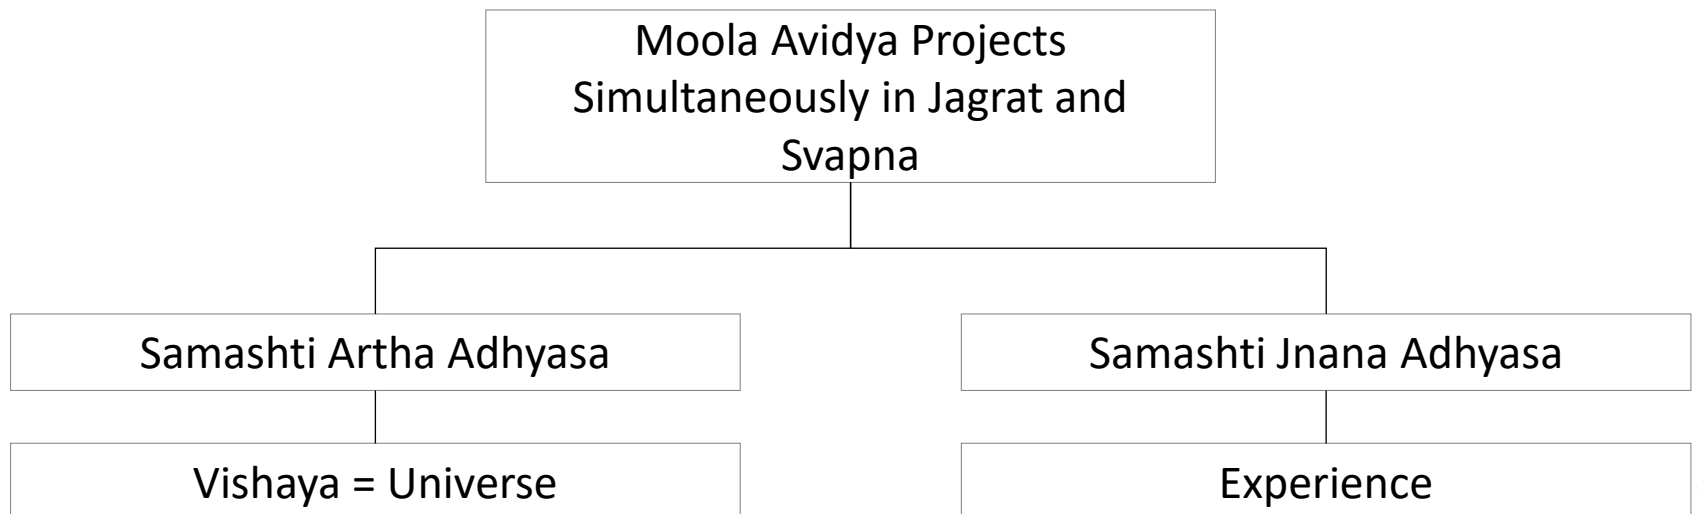 Moola Avidya Projects
Simultaneously in Jagrat and
Svapna
Samashti Artha Adhyasa
Samashti Jnana Adhyasa
Vishaya = Universe
Experience